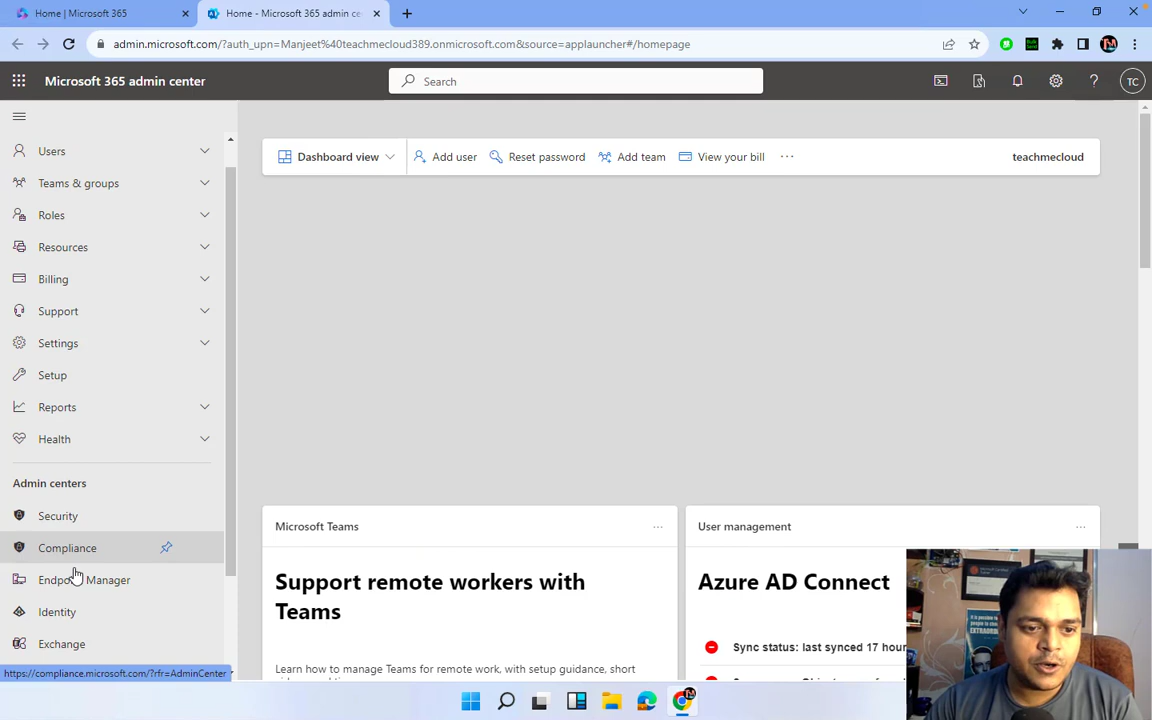 Home | Microsoft 365
Home - Microsoft 365 admin ce
admin.microsoft.com/?auth_upn=Manjeet%40teachmecloud389.onmicrosoft.com&source=applauncher#/homepage
Microsoft 365 admin center
Search
TC
Users
Teams & groups
Roles
Resources
Billing
Support
Settings
Setup
Reports
Health
Admin centers
Security
Compliance
Endpo Manager
Identity
Exchange
https://compliance.microsoft.com/?rfr=AdminCenter
Dashboard view
Add user
Reset password
Add team
View your bill
teachmecloud
Microsoft Teams
Support remote workers with
Teams
Learn how to manage Teams for remote work, with setup guidance, short
User management
Azure AD Connect
Sync status: last synced 17 hour